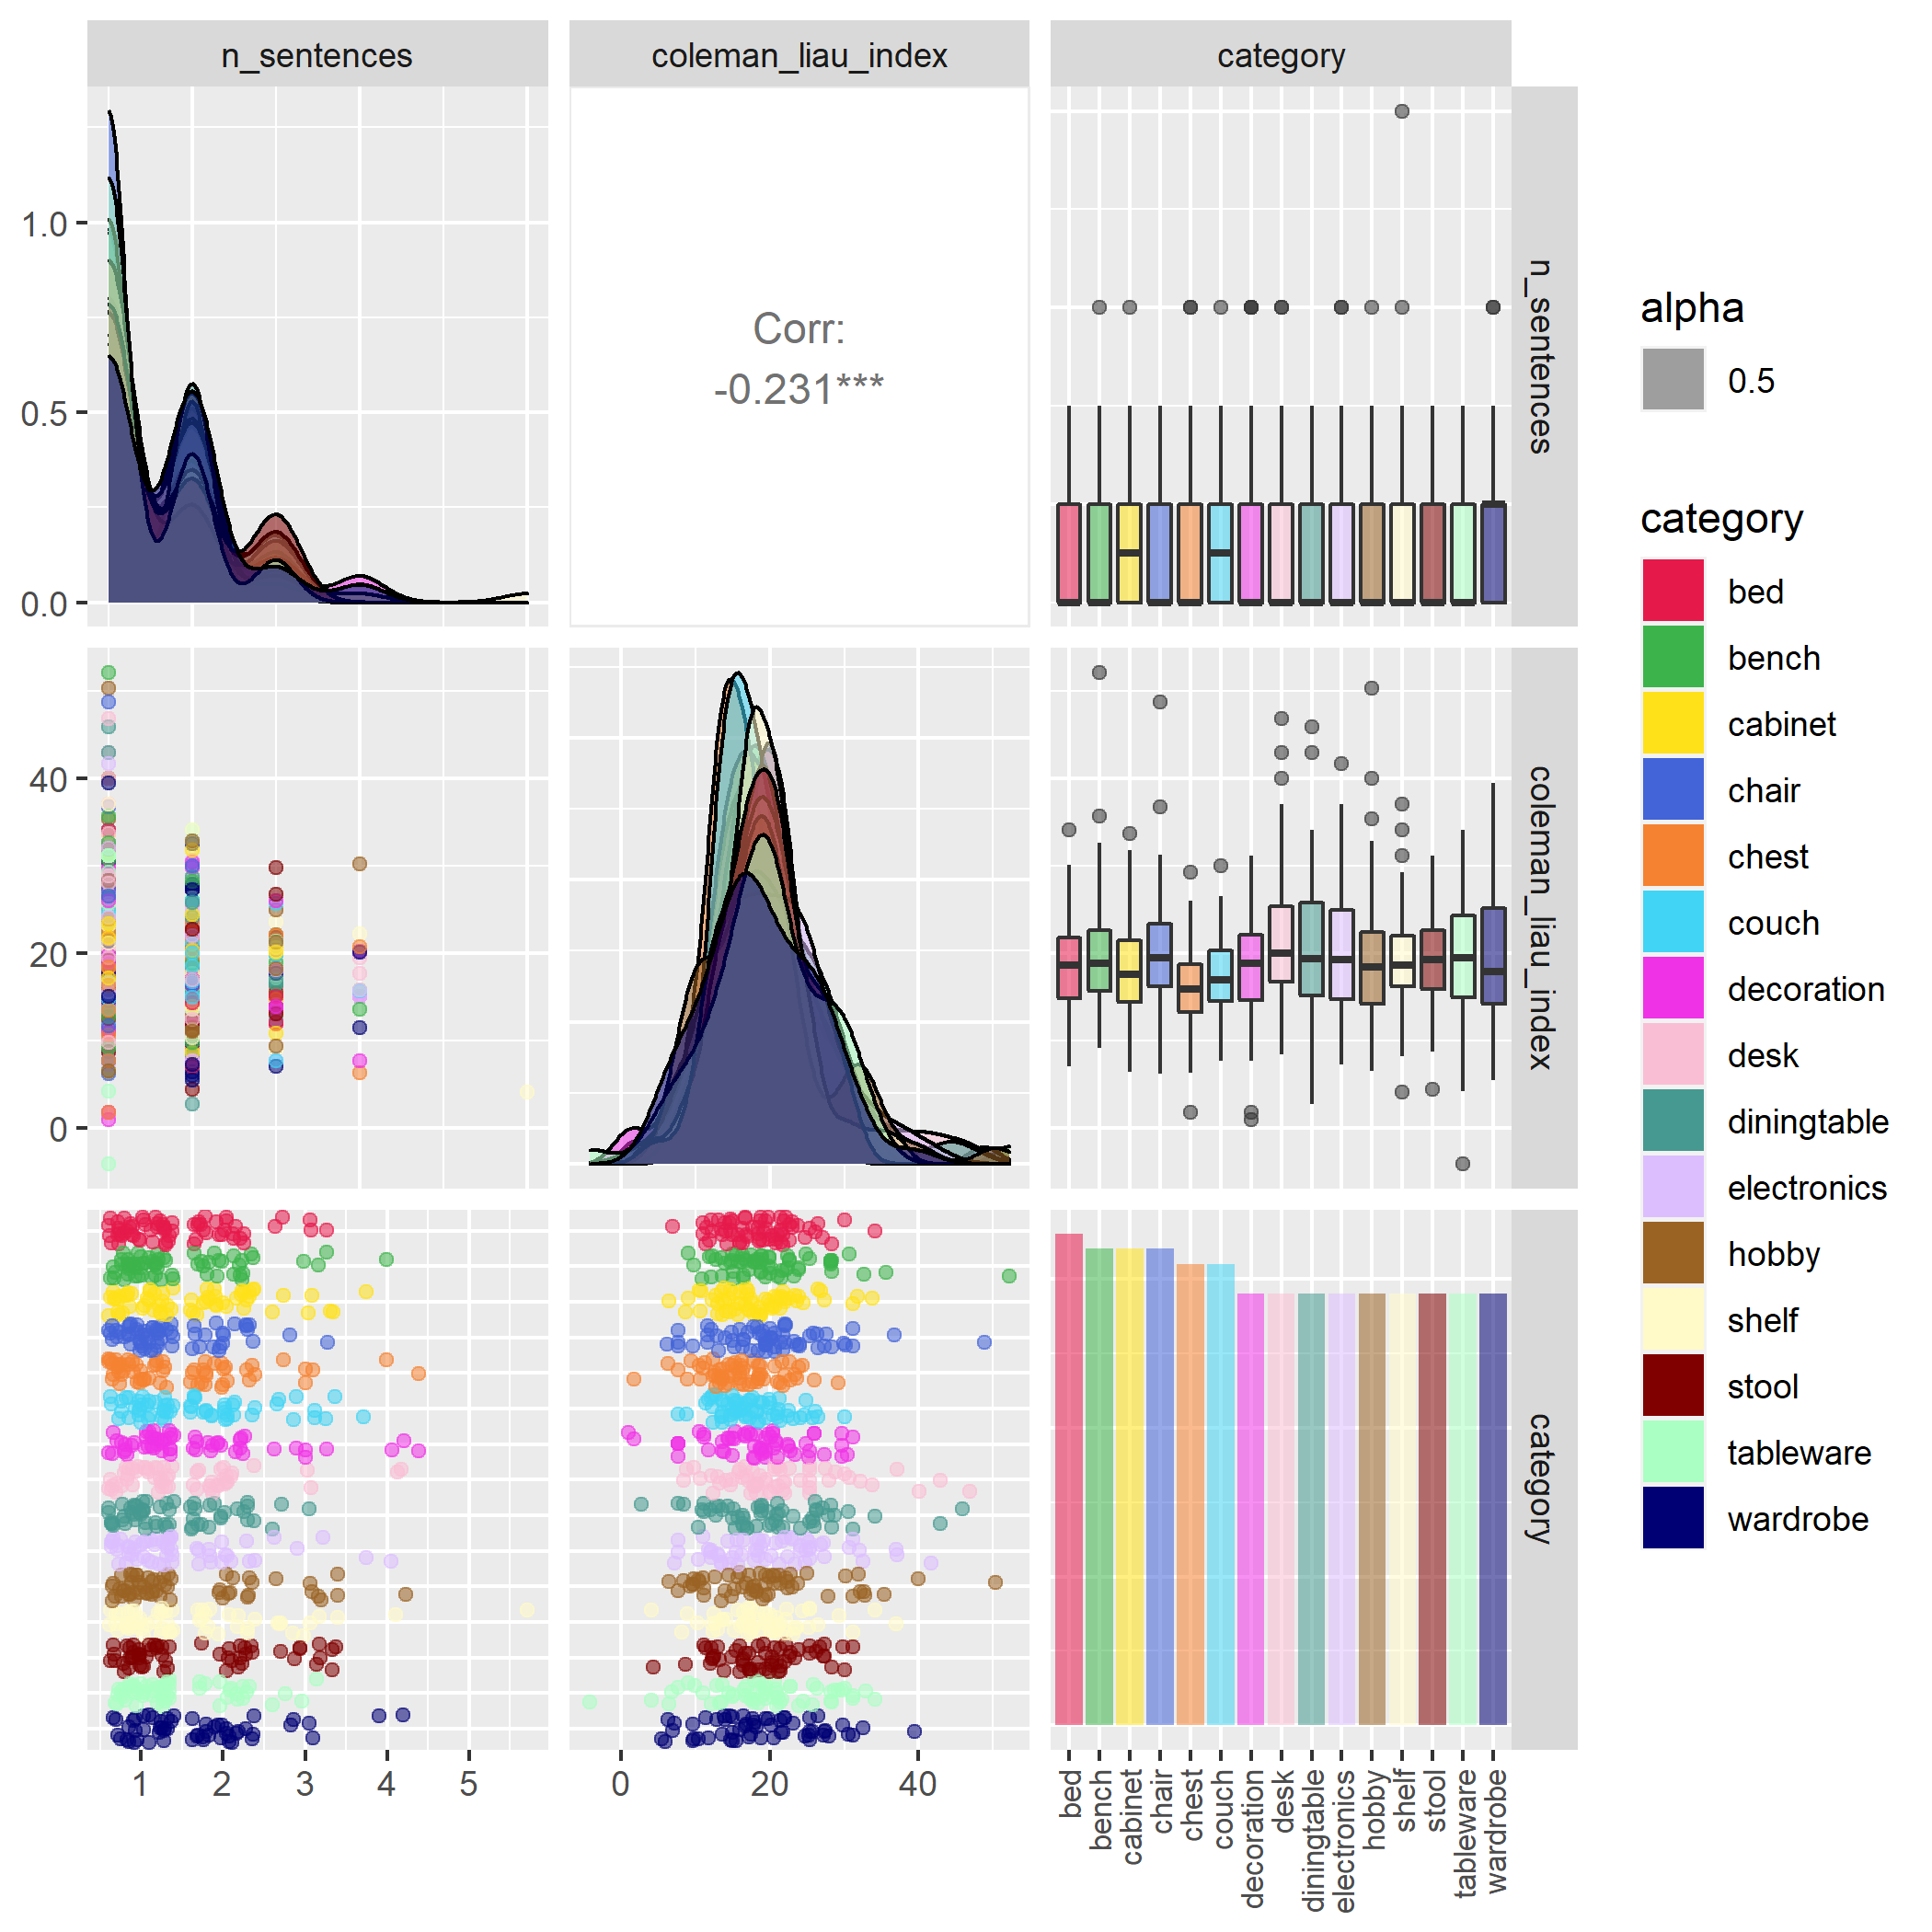 n_sentences
coleman_liau_index
category
1.0
0.5
0.0
Corr:
-0.231***
n_sentences
40
20
0
coleman_liau_index
category
1
2
3
4
5
0
20
40
bed
bench
cabinet
chair
chest
couch
decoration
desk
diningtable
electronics
hobby
shelf
stool
tableware
wardrobe
alpha
0.5
category
bed
bench
cabinet
chair
chest
couch
decoration
desk
diningtable
electronics
hobby
shelf
stool
tableware
wardrobe